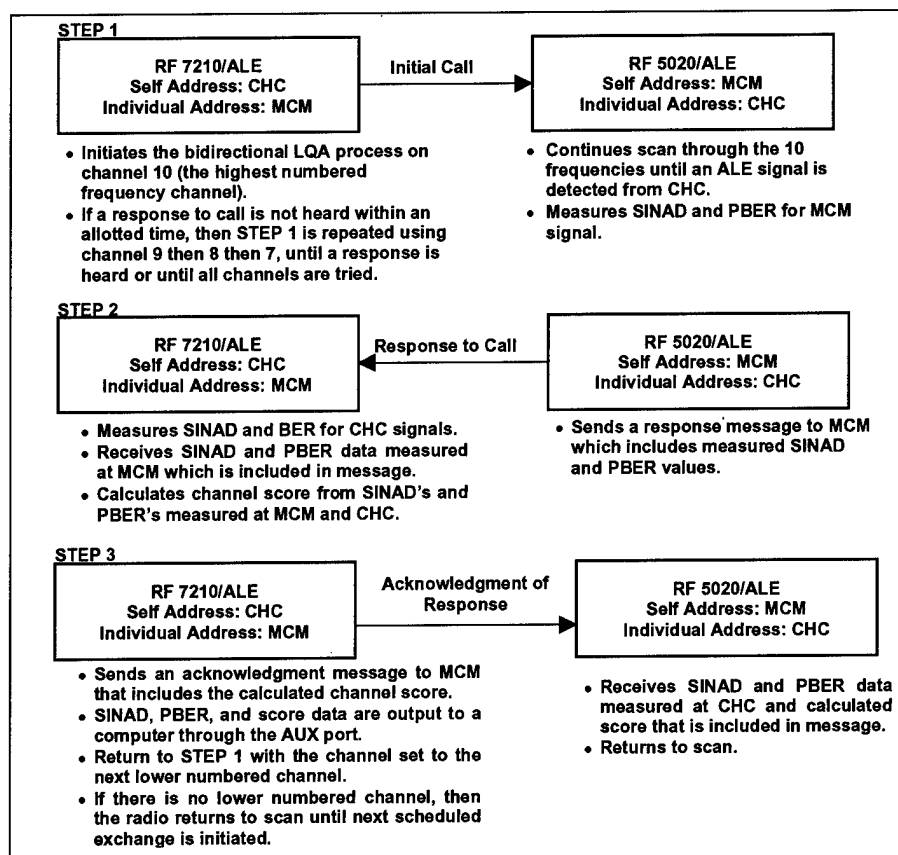 STEP 1
RF 7210/ALE
Self Address: CHC
Individual Address: MCM
Initial Call
RF 5020/ALE
Self Address: MCM
Individual Address: CHC
• Initiates the bidirectional LQA process on
channel 10 (the highest numbered
frequency channel).
• If a response to call is not heard within an
allotted time, then STEP 1 is repeated using
channel 9 then 8 then 7, until a response is
heard or until all channels are tried.
• Continues scan through the 10
frequencies until an ALE signal is
detected from CHC.
• Measures SINAD and PBER for MCM
signal.
STEP 2
RF 7210/ALE
Self Address: CHC
Individual Address: MCM
Response to Call
RF 5020/ALE
Self Address: MCM
Individual Address: CHC
• Measures SINAD and BER for CHC signals.
• Receives SINAD and PBER data measured
at MCM which is included in message.
• Calculates channel score from SINAD's and
PBER's measured at MCM and CHC.
• Sends a response message to MCM
which includes measured SINAD
and PBER values.
STEP 3
RF 7210/ALE
Self Address: CHC
Individual Address: MCM
Acknowledgment of
Response
RF 5020/ALE
Self Address: MCM
Individual Address: CHC
• Sends an acknowledgment message to MCM
that includes the calculated channel score.
• SINAD, PBER, and score data are output to a
computer through the AUX port.
• Return to STEP 1 with the channel set to the
next lower numbered channel.
• If there is no lower numbered channel, then
the radio returns to scan until next scheduled
exchange is initiated.
• Receives SINAD and PBER data
measured at CHC and calculated
score that is included in message.
• Returns to scan.